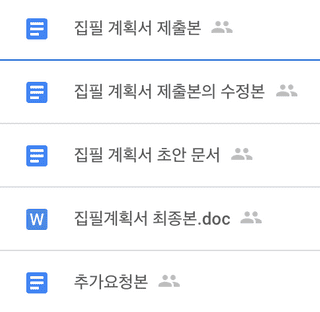 집필 계획서 제출본
집필 계획서 제출본의 수정본
집필 계획서 초안 문서
W 집필계획서 최종본.doc
추가요청본